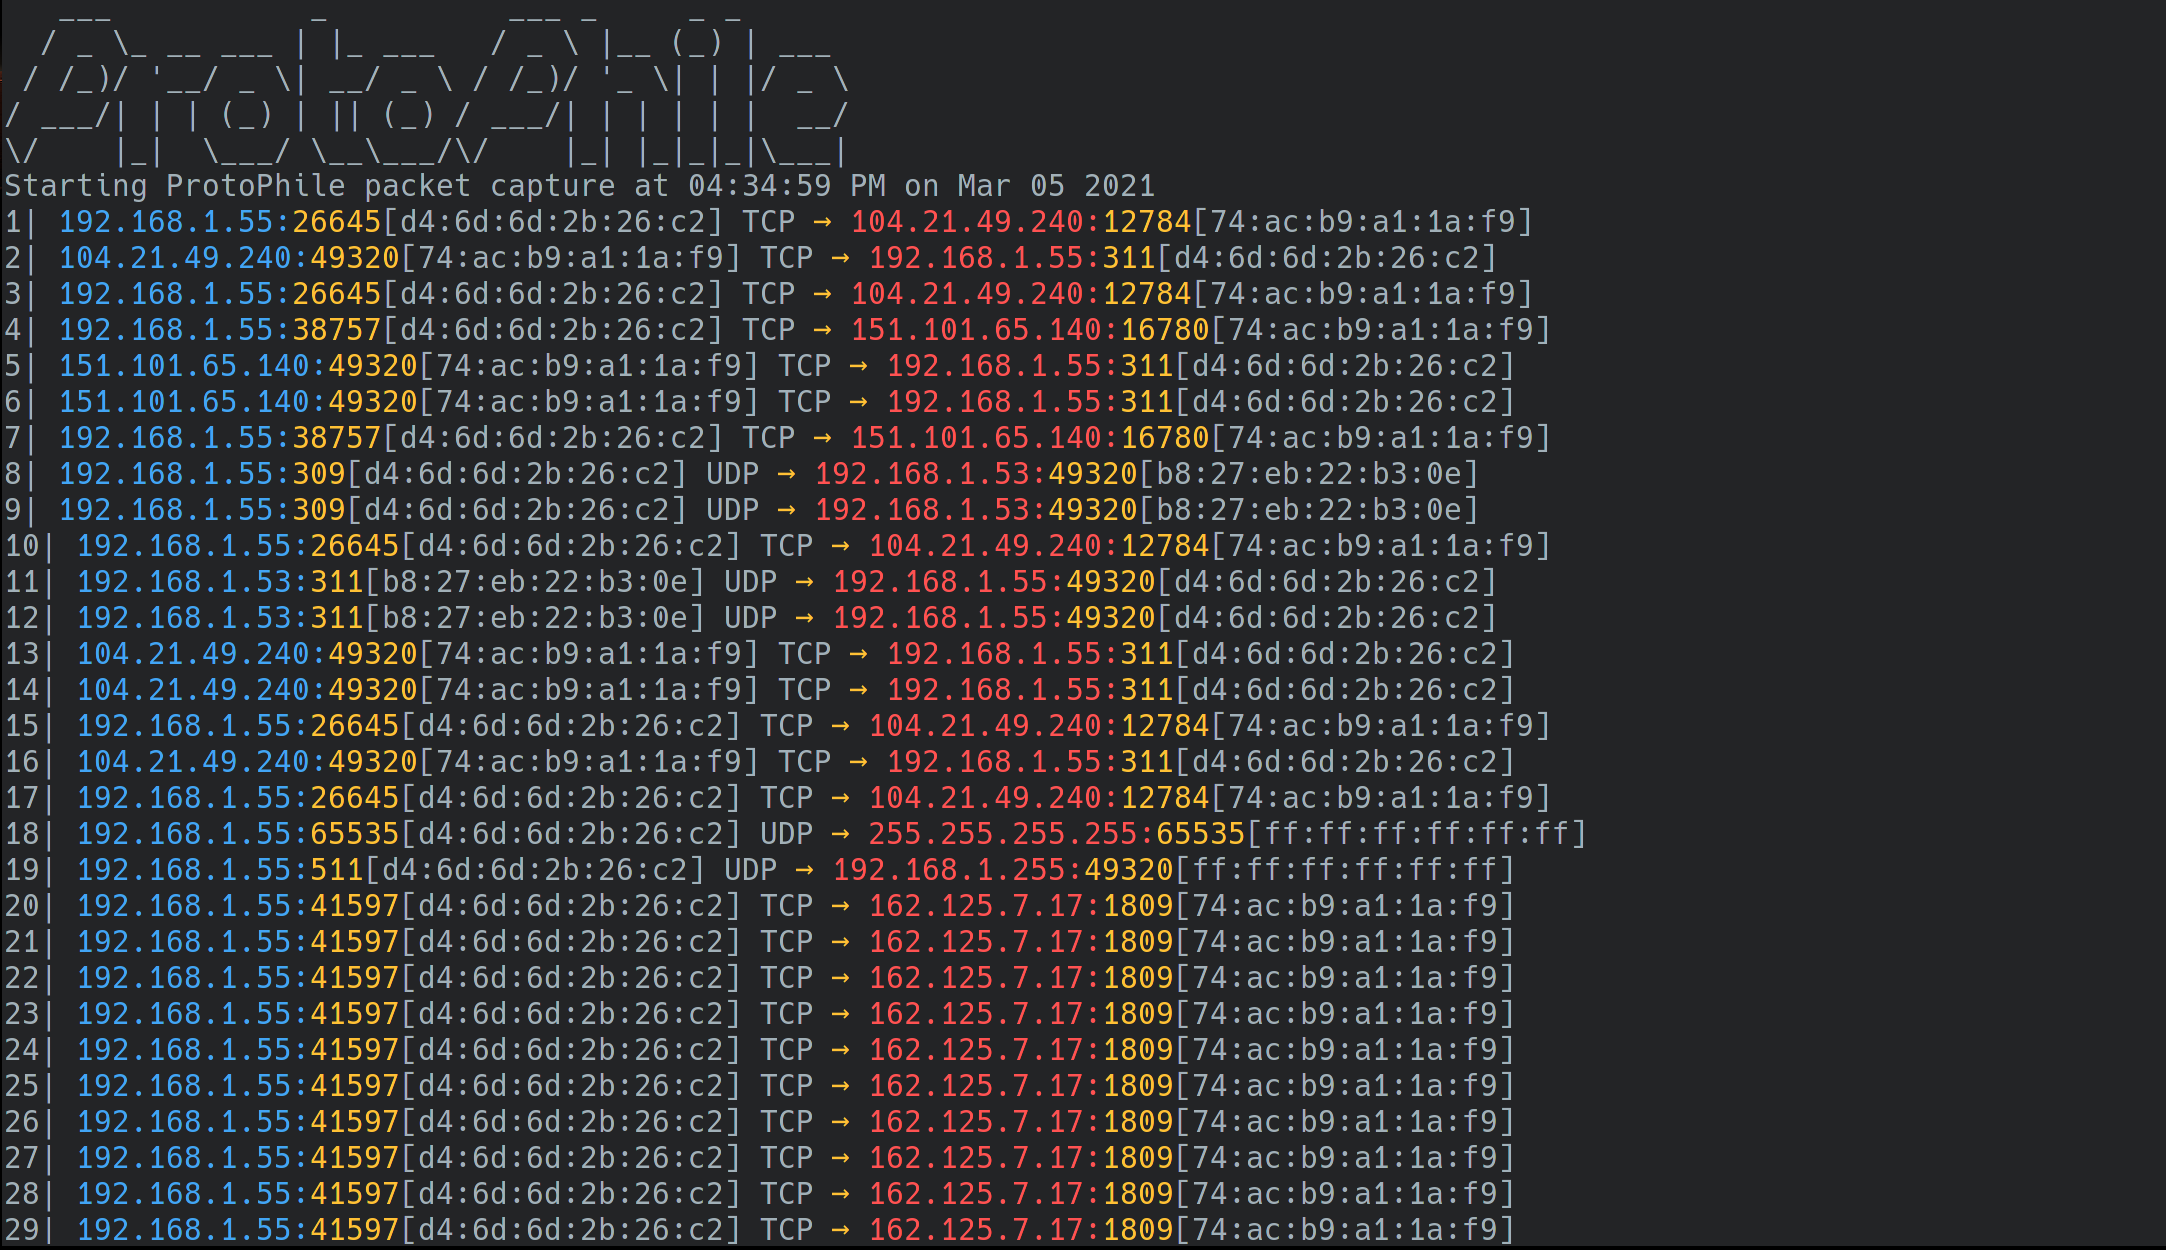 ___           _          ___ _     _ _
  / _ \_ __ ___ | |_ ___   / _ \ |__ (_) | ___
 / /_)/ '__/ _ \| __/ _ \ / /_)/ '_ \| | |/ _ \
/ ___/| | | (_) | || (_) / ___/| | | | | |  __/
\/    |_|  \___/ \__\___/\/    |_| |_|_|_|\___|
Starting ProtoPhile packet capture at 04:34:59 PM on Mar 05 2021
1| 192.168.1.55:26645[d4:6d:6d:2b:26:c2] TCP → 104.21.49.240:12784[74:ac:b9:a1:1a:f9]
2| 104.21.49.240:49320[74:ac:b9:a1:1a:f9] TCP → 192.168.1.55:311[d4:6d:6d:2b:26:c2]
3| 192.168.1.55:26645[d4:6d:6d:2b:26:c2] TCP → 104.21.49.240:12784[74:ac:b9:a1:1a:f9]
4| 192.168.1.55:38757[d4:6d:6d:2b:26:c2] TCP → 151.101.65.140:16780[74:ac:b9:a1:1a:f9]
5| 151.101.65.140:49320[74:ac:b9:a1:1a:f9] TCP → 192.168.1.55:311[d4:6d:6d:2b:26:c2]
6| 151.101.65.140:49320[74:ac:b9:a1:1a:f9] TCP → 192.168.1.55:311[d4:6d:6d:2b:26:c2]
7| 192.168.1.55:38757[d4:6d:6d:2b:26:c2] TCP → 151.101.65.140:16780[74:ac:b9:a1:1a:f9]
8| 192.168.1.55:309[d4:6d:6d:2b:26:c2] UDP → 192.168.1.53:49320[b8:27:eb:22:b3:0e]
9| 192.168.1.55:309[d4:6d:6d:2b:26:c2] UDP → 192.168.1.53:49320[b8:27:eb:22:b3:0e]
10| 192.168.1.55:26645[d4:6d:6d:2b:26:c2] TCP → 104.21.49.240:12784[74:ac:b9:a1:1a:f9]
11| 192.168.1.53:311[b8:27:eb:22:b3:0e] UDP → 192.168.1.55:49320[d4:6d:6d:2b:26:c2]
12| 192.168.1.53:311[b8:27:eb:22:b3:0e] UDP → 192.168.1.55:49320[d4:6d:6d:2b:26:c2]
13| 104.21.49.240:49320[74:ac:b9:a1:1a:f9] TCP → 192.168.1.55:311[d4:6d:6d:2b:26:c2]
14| 104.21.49.240:49320[74:ac:b9:a1:1a:f9] TCP → 192.168.1.55:311[d4:6d:6d:2b:26:c2]
15| 192.168.1.55:26645[d4:6d:6d:2b:26:c2] TCP → 104.21.49.240:12784[74:ac:b9:a1:1a:f9]
16| 104.21.49.240:49320[74:ac:b9:a1:1a:f9] TCP → 192.168.1.55:311[d4:6d:6d:2b:26:c2]
17| 192.168.1.55:26645[d4:6d:6d:2b:26:c2] TCP → 104.21.49.240:12784[74:ac:b9:a1:1a:f9]
18| 192.168.1.55:65535[d4:6d:6d:2b:26:c2] UDP → 255.255.255.255:65535[ff:ff:ff:ff:ff:ff]
19| 192.168.1.55:511[d4:6d:6d:2b:26:c2] UDP → 192.168.1.255:49320[ff:ff:ff:ff:ff:ff]
20| 192.168.1.55:41597[d4:6d:6d:2b:26:c2] TCP → 162.125.7.17:1809[74:ac:b9:a1:1a:f9]
21| 192.168.1.55:41597[d4:6d:6d:2b:26:c2] TCP → 162.125.7.17:1809[74:ac:b9:a1:1a:f9]
22| 192.168.1.55:41597[d4:6d:6d:2b:26:c2] TCP → 162.125.7.17:1809[74:ac:b9:a1:1a:f9]
23| 192.168.1.55:41597[d4:6d:6d:2b:26:c2] TCP → 162.125.7.17:1809[74:ac:b9:a1:1a:f9]
24| 192.168.1.55:41597[d4:6d:6d:2b:26:c2] TCP → 162.125.7.17:1809[74:ac:b9:a1:1a:f9]
25| 192.168.1.55:41597[d4:6d:6d:2b:26:c2] TCP → 162.125.7.17:1809[74:ac:b9:a1:1a:f9]
26| 192.168.1.55:41597[d4:6d:6d:2b:26:c2] TCP → 162.125.7.17:1809[74:ac:b9:a1:1a:f9]
27| 192.168.1.55:41597[d4:6d:6d:2b:26:c2] TCP → 162.125.7.17:1809[74:ac:b9:a1:1a:f9]
28| 192.168.1.55:41597[d4:6d:6d:2b:26:c2] TCP → 162.125.7.17:1809[74:ac:b9:a1:1a:f9]
29| 192.168.1.55:41597[d4:6d:6d:2b:26:c2] TCP → 162.125.7.17:1809[74:ac:b9:a1:1a:f9]